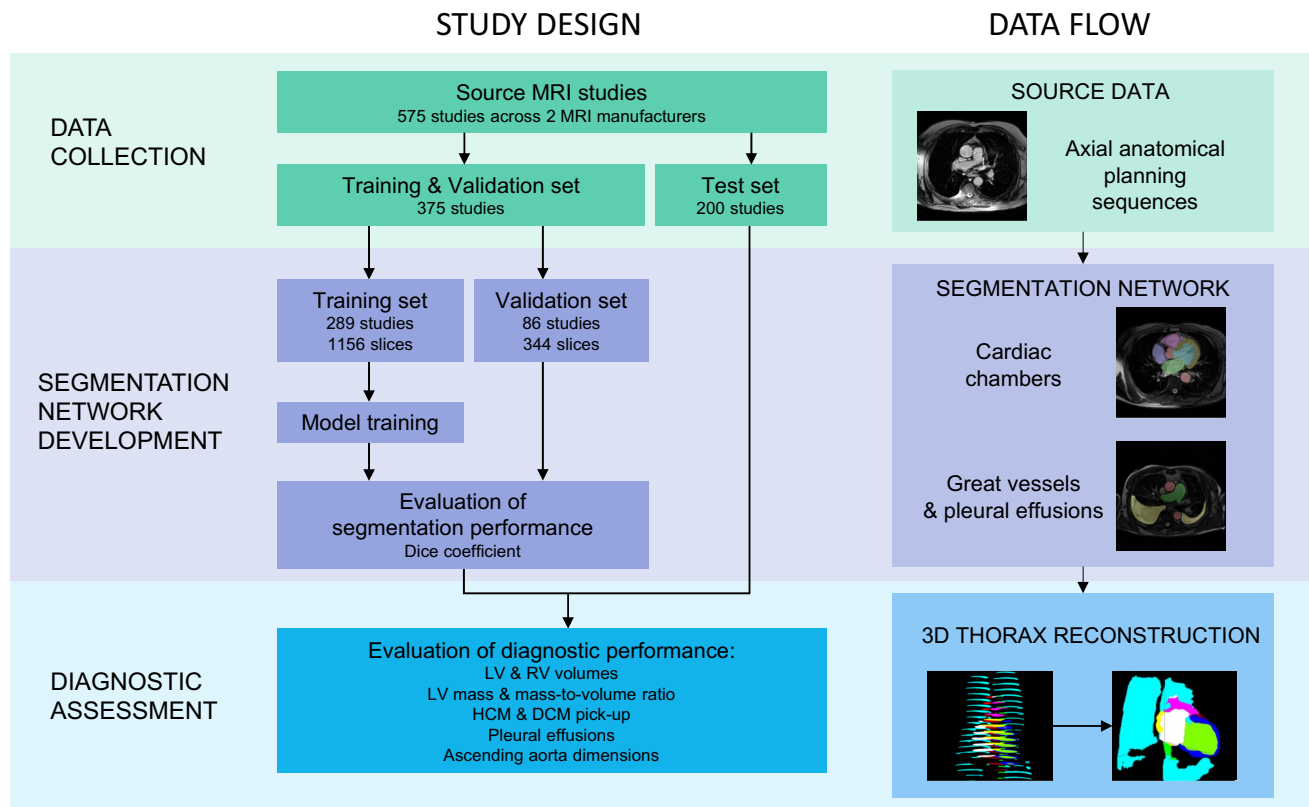 STUDY DESIGN
DATA FLOW
DATA
COLLECTION
Source MRI studies
575 studies across 2 MRI manufacturers
Training & Validation set
375 studies
Test set
200 studies
SOURCE DATA
Axial anatomical
planning
sequences
SEGMENTATION
NETWORK
DEVELOPMENT
Training set
289 studies
1156 slices
Validation set
86 studies
344 slices
Model training
Evaluation of
segmentation performance
Dice coefficient
SEGMENTATION NETWORK
Cardiac
chambers
Great vessels
& pleural effusions
DIAGNOSTIC
ASSESSMENT
Evaluation of diagnostic performance:
LV & RV volumes
LV mass & mass-to-volume ratio
HCM & DCM pick-up
Pleural effusions
Ascending aorta dimensions
3D THORAX RECONSTRUCTION